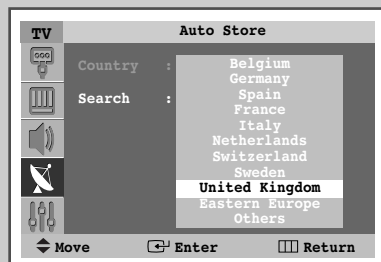 TV Auto Store
Country : Belgium
Germany
Search : Spain
France
Italy
Netherlands
Switzerland
Sweden
United Kingdom
Eastern Europe
Others
Move Enter Return